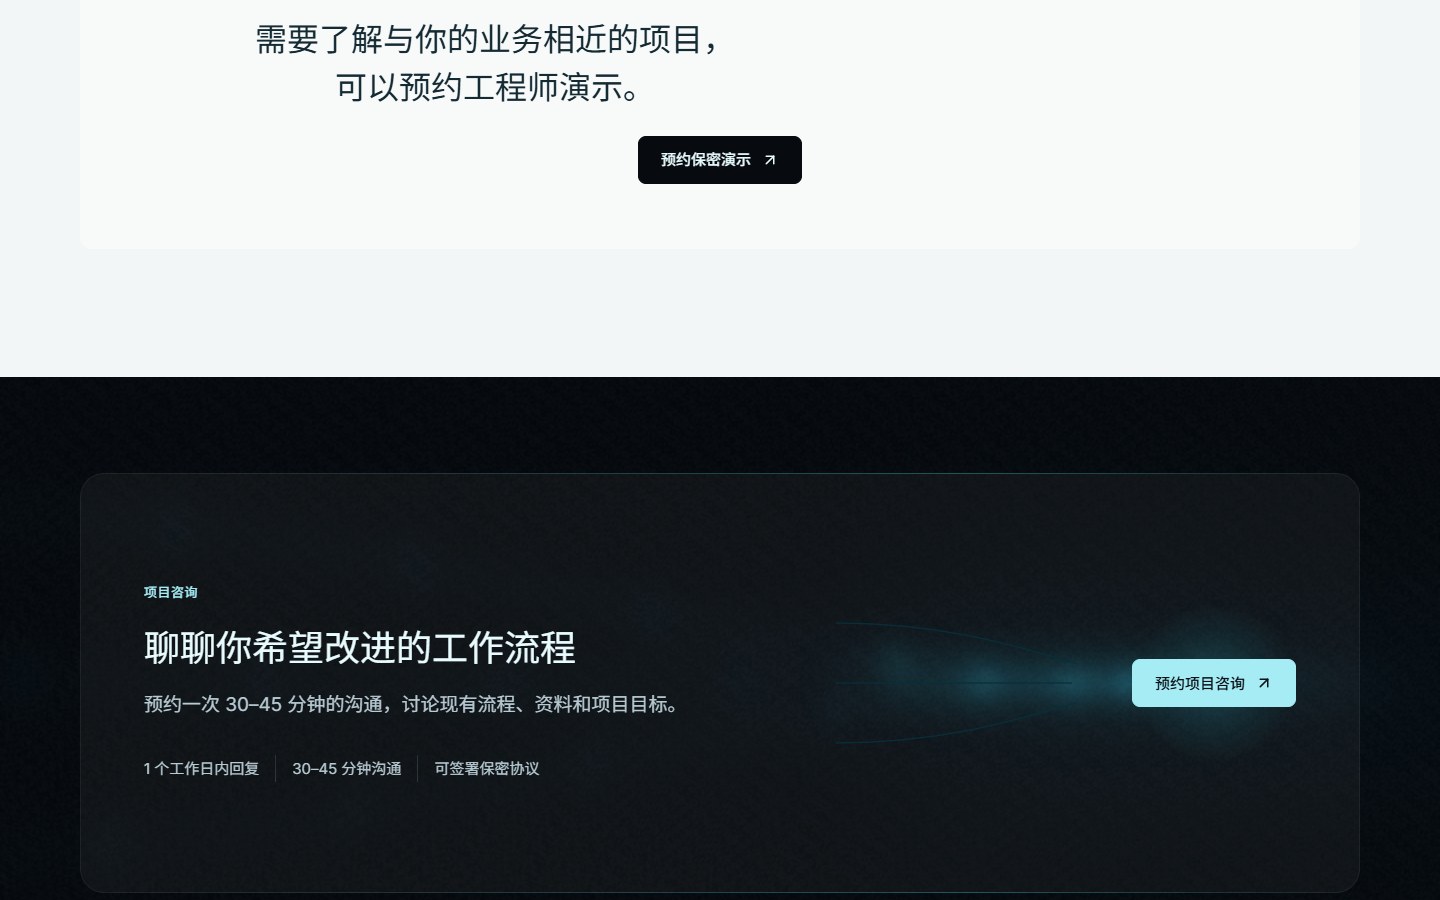 需要了解与你的业务相近的项目，
可以预约工程师演示。
预约保密演示
项目咨询
聊聊你希望改进的工作流程
预约一次 30–45 分钟的沟通，讨论现有流程、资料和项目目标。
预约项目咨询
1 个工作日内回复
30–45 分钟沟通
可签署保密协议